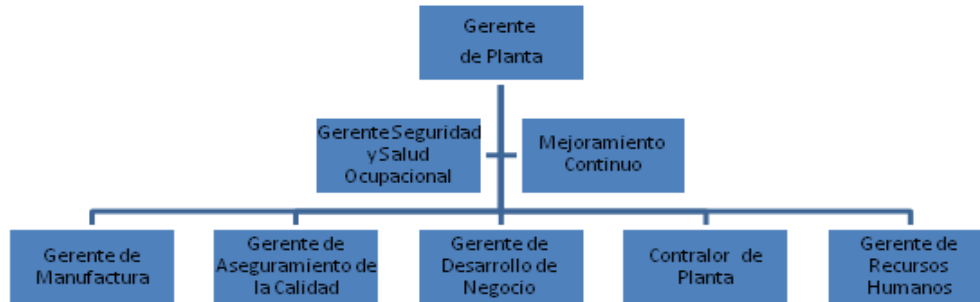 Gerente
de Planta
Gerente Seguridad
y Salud
Ocupacional
Mejoramiento
Continuo
Gerente de
Manufactura
Gerente de
Aseguramiento de
la Calidad
Gerente de
Desarrollo de
Negocio
Contralor de
Planta
Gerente de
Recursos
Humanos